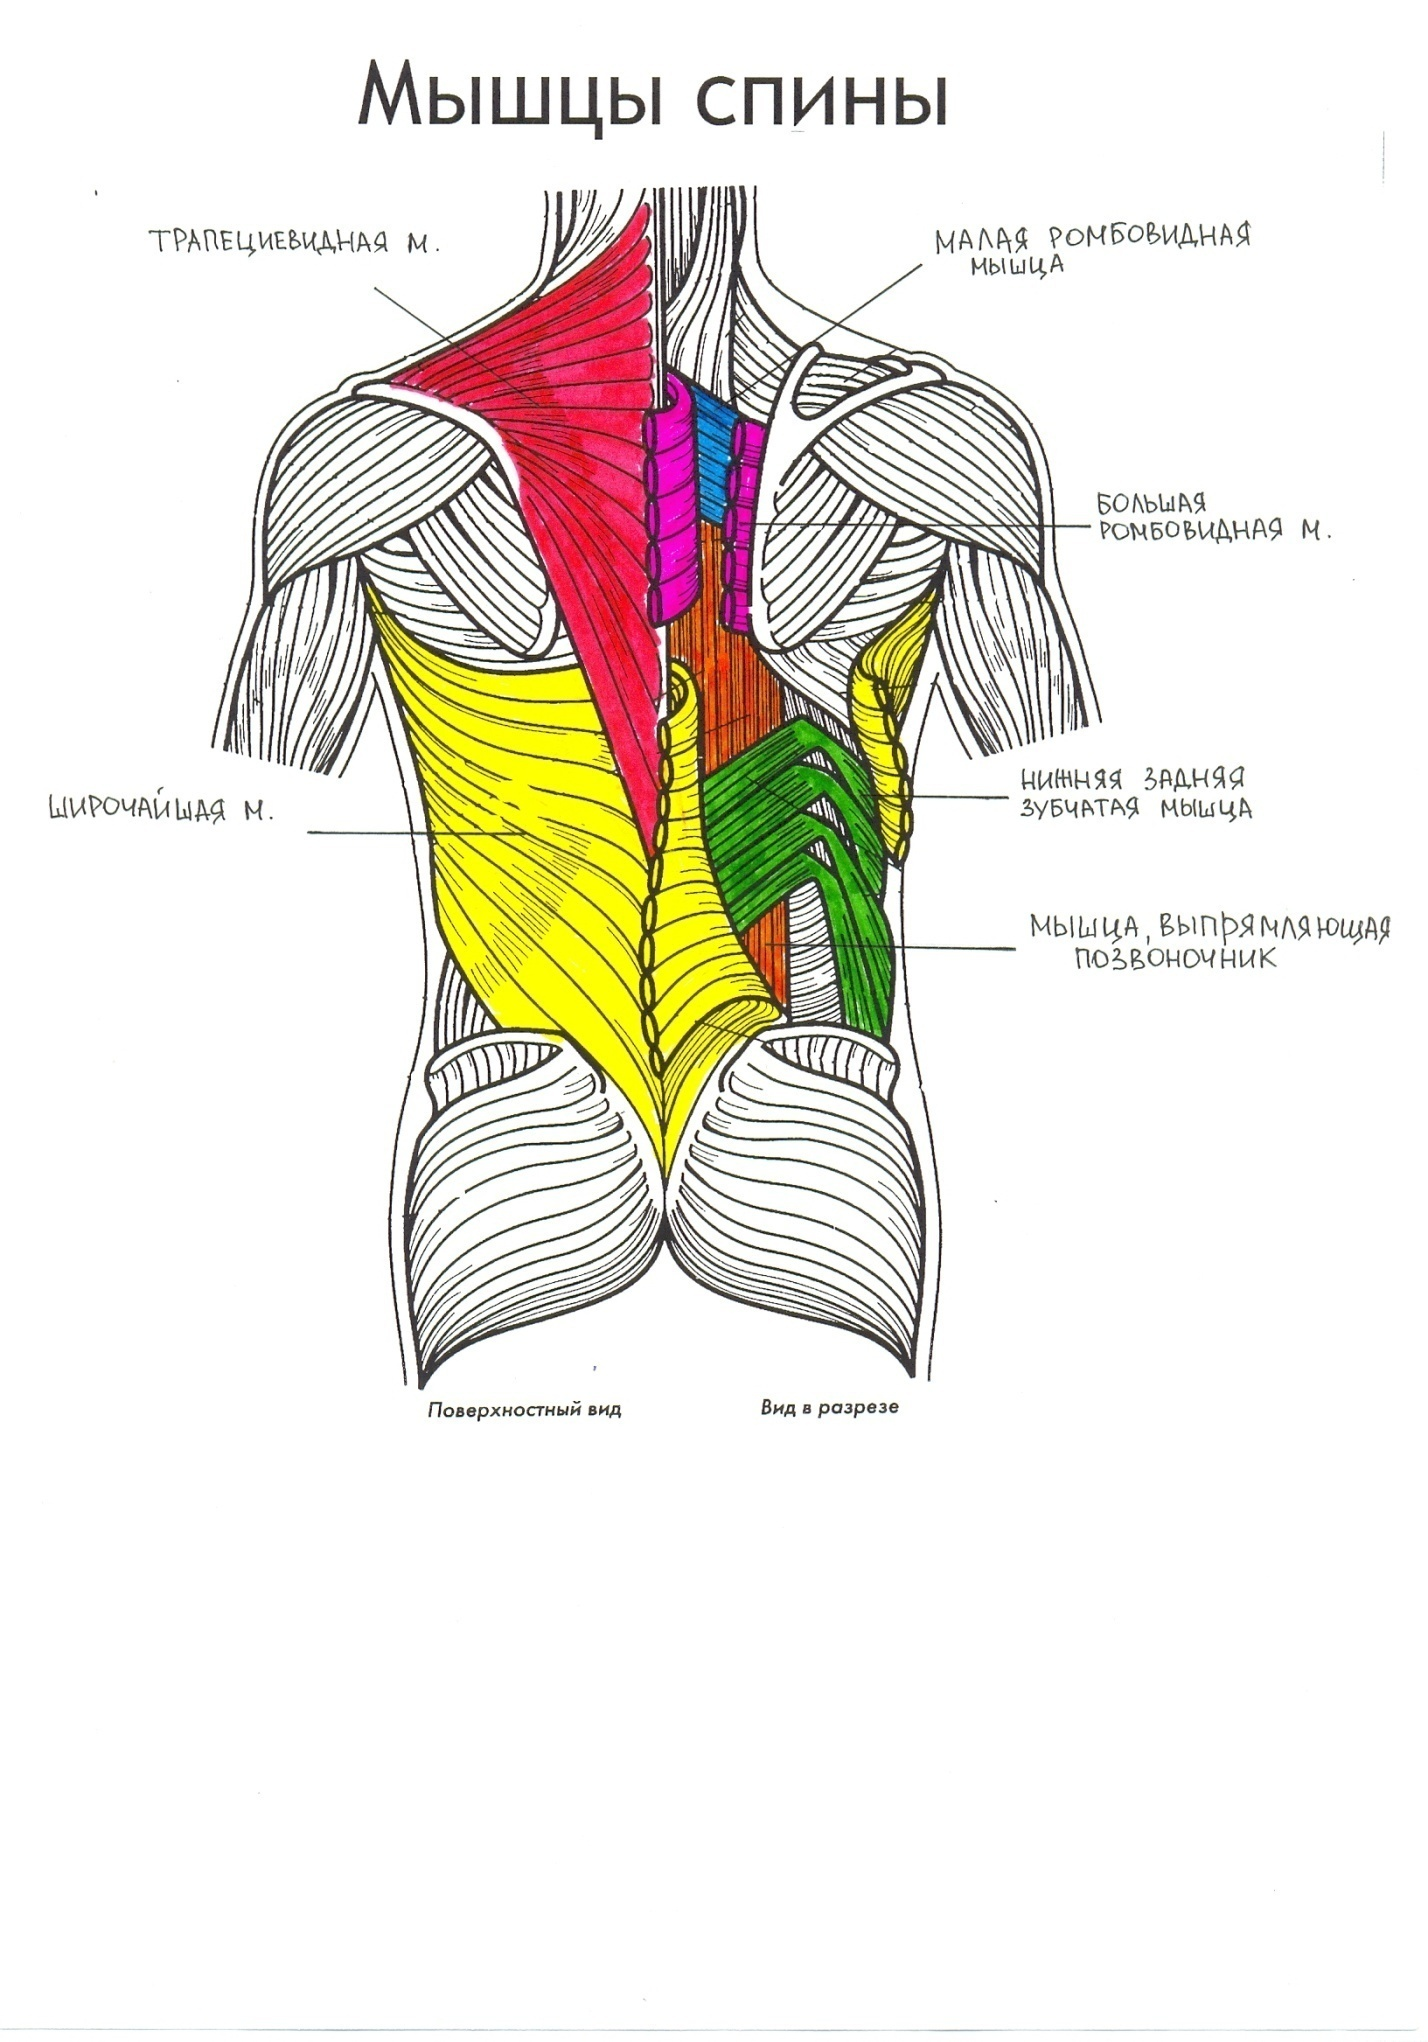 Мышцы спины
ТРАПЕЦИЕВИДНАЯ М.
МАЛАЯ РОМБОВИДНАЯ
МЫШЦА
БОЛЬШАЯ
РОМБОВИДНАЯ М.
ШИРОЧАЙШАЯ М.
НИЖНЯЯ ЗАДНЯЯ
ЗУБЧАТАЯ МЫШЦА
МЫШЦА, ВЫПРЯМЛЯЮЩАЯ
ПОЗВОНОЧНИК
Поверхностный вид
Вид в разрезе